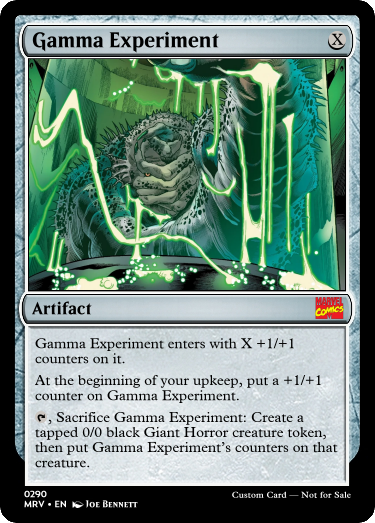 Gamma Experiment X
Artifact
MARVEL
COMICS
Gamma Experiment enters with X +1/+1
counters on it.
At the beginning of your upkeep, put a +1/+1
counter on Gamma Experiment.
, Sacrifice Gamma Experiment: Create a
tapped 0/0 black Giant Horror creature token,
then put Gamma Experiment's counters on that
creature.
0290
MRV • EN Joe Bennett
Custom Card — Not for Sale